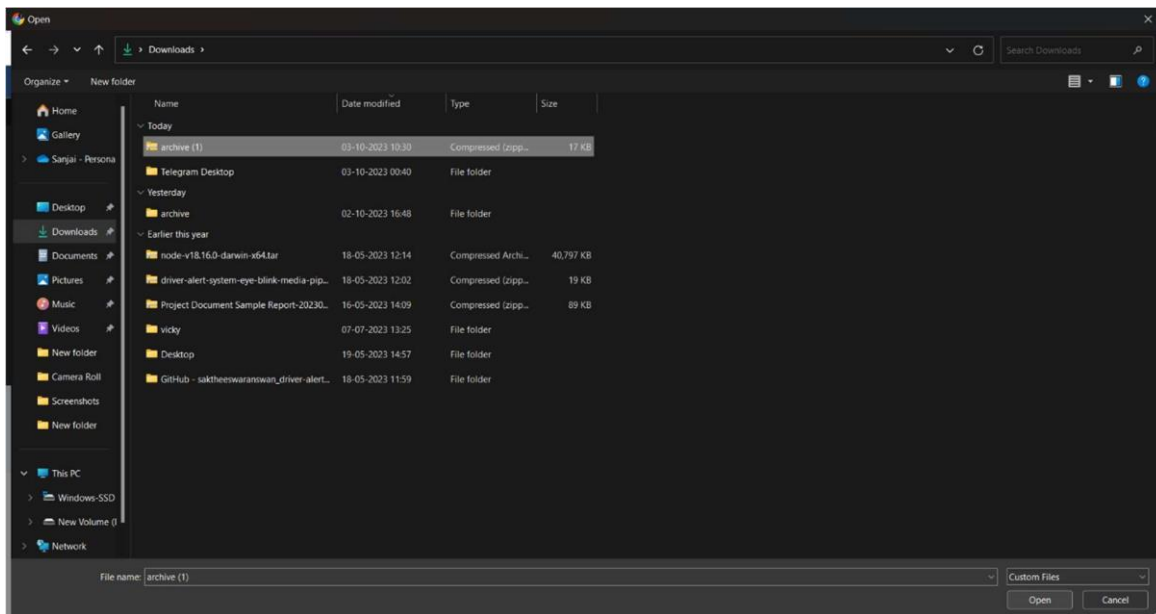 Open
Downloads
Search Downloads
Organize New folder
Home
Gallery
Sanjai - Persona
Desktop
Downloads
Documents
Pictures
Music
Videos
New folder
Camera Roll
Screenshots
New folder
This PC
Windows-SSD
New Volume (
Network
Name Date modified Type Size
Today
archive (1) 03-10-2023 10:30 Compressed (zipp... 17 KB
Telegram Desktop 03-10-2023 00:40 File folder
Yesterday
archive 02-10-2023 16:48 File folder
Earlier this year
node-v18.16.0-darwin-x64.tar 18-05-2023 12:14 Compressed Archi... 40,797 KB
driver-alert-system-eye-blink-media-pip... 18-05-2023 12:02 Compressed (zipp... 19 KB
Project Document Sample Report-20230... 16-05-2023 14:09 Compressed (zipp... 89 KB
vicky 07-07-2023 13:25 File folder
Desktop 19-05-2023 14:57 File folder
GitHub - saktheeswaranswan_driver-alert... 18-05-2023 11:59 File folder
File name: archive (1) Custom Files
Open Cancel